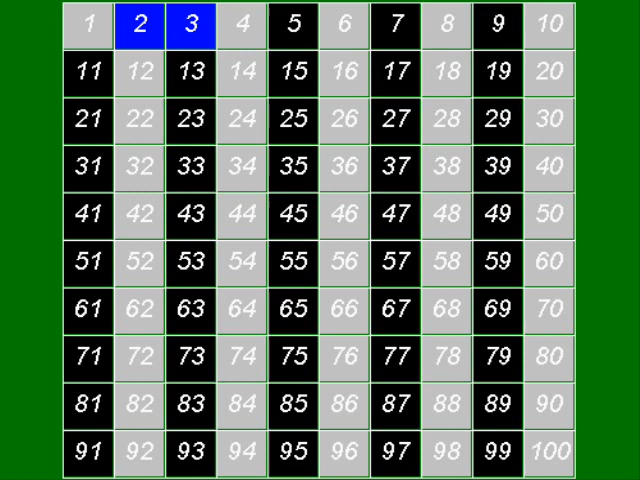 1 2 3 4 5 6 7 8 9 10
11 12 13 14 15 16 17 18 19 20
21 22 23 24 25 26 27 28 29 30
31 32 33 34 35 36 37 38 39 40
41 42 43 44 45 46 47 48 49 50
51 52 53 54 55 56 57 58 59 60
61 62 63 64 65 66 67 68 69 70
71 72 73 74 75 76 77 78 79 80
81 82 83 84 85 86 87 88 89 90
91 92 93 94 95 96 97 98 99 100